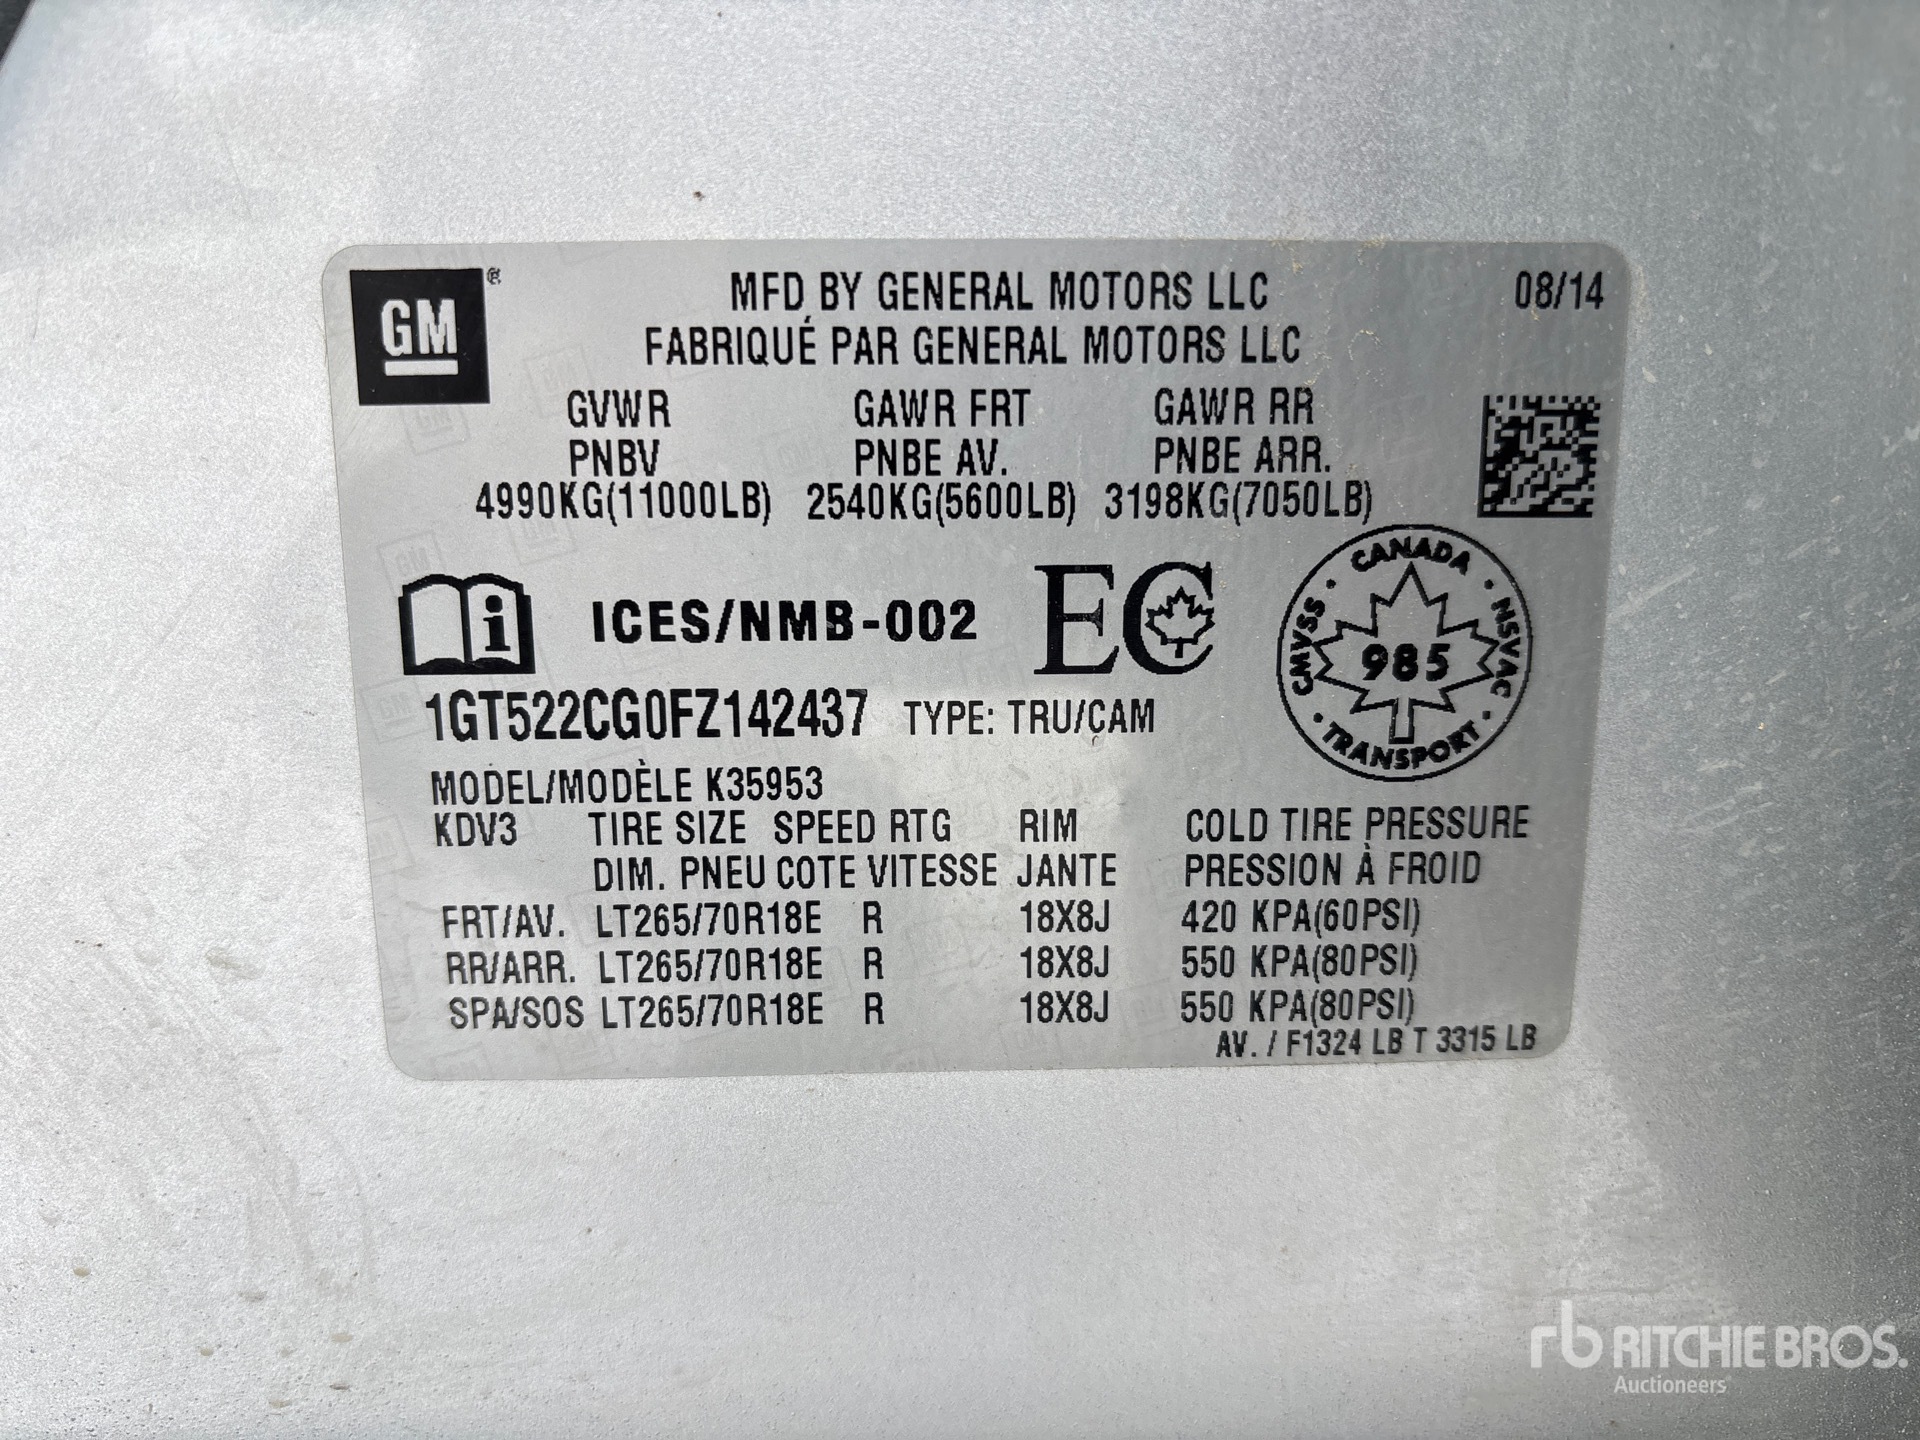 GM®
MFD BY GENERAL MOTORS LLC 08/14
FABRIQUÉ PAR GENERAL MOTORS LLC
GVWR GAWR FRT GAWR RR
PNBV PNBE AV. PNBE ARR.
4990KG(11000LB) 2540KG(5600LB) 3198KG(7050LB)
ICES/NMB-002 EC
CANADA
CMVSS · 985 · NSVAC
TRANSPORT
1GT522CG0FZ142437 TYPE: TRU/CAM
MODEL/MODÈLE K35953
KDV3 TIRE SIZE SPEED RTG RIM COLD TIRE PRESSURE
DIM. PNEU COTE VITESSE JANTE PRESSION À FROID
FRT/AV. LT265/70R18E R 18X8J 420 KPA(60PSI)
RR/ARR. LT265/70R18E R 18X8J 550 KPA(80PSI)
SPA/SOS LT265/70R18E R 18X8J 550 KPA(80PSI)
AV. / F1324 LB T 3315 LB
rb RITCHIE BROS.
Auctioneers